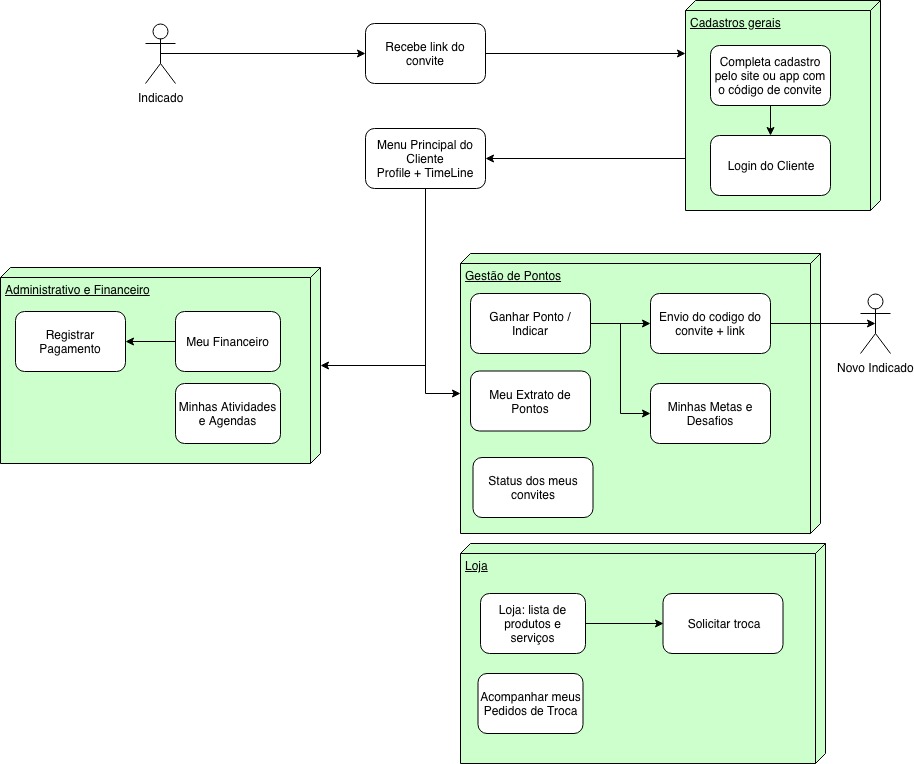 Indicado
Recebe link do
convite
Cadastros gerais
Completa cadastro
pelo site ou app com
o código de convite
Login do Cliente
Menu Principal do
Cliente
Profile + TimeLine
Administrativo e Financeiro
Registrar
Pagamento
Meu Financeiro
Minhas Atividades
e Agendas
Gestão de Pontos
Ganhar Ponto /
Indicar
Envio do codigo do
convite + link
Novo Indicado
Meu Extrato de
Pontos
Minhas Metas e
Desafios
Status dos meus
convites
Loja
Loja: lista de
produtos e
serviços
Solicitar troca
Acompanhar meus
Pedidos de Troca